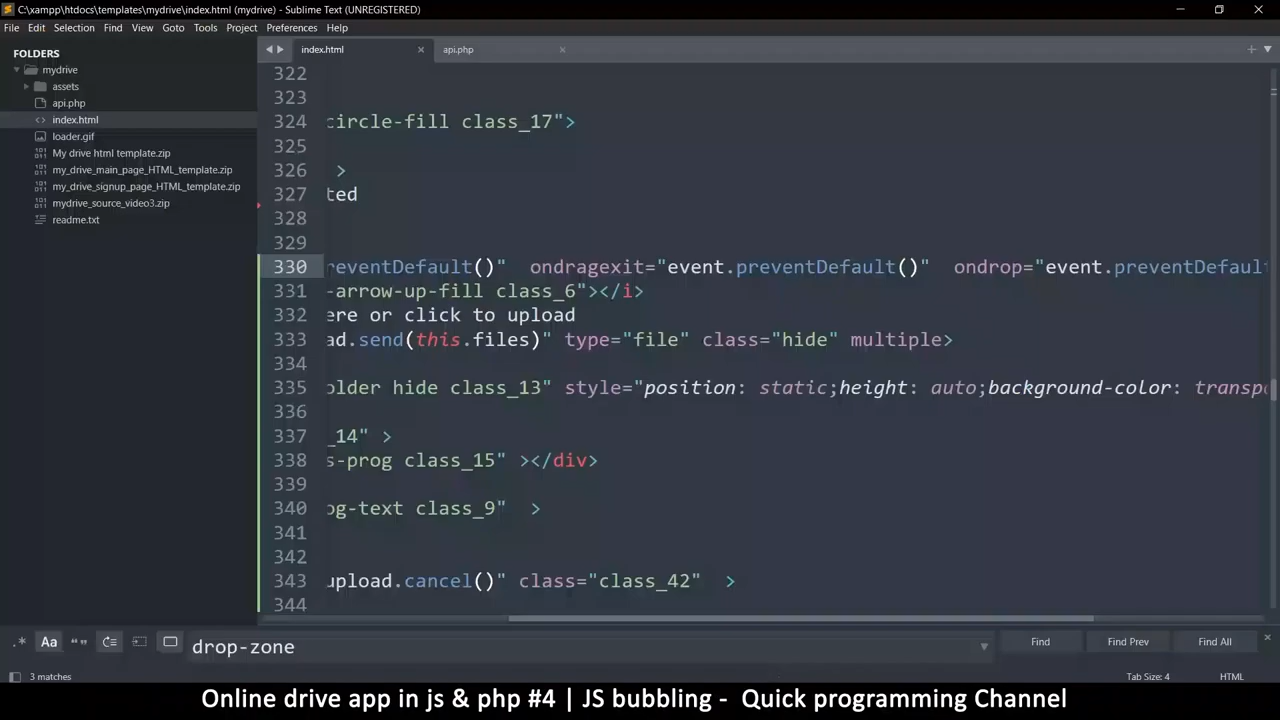 C:\xampp\htdocs\templates\mydrive\index.html (mydrive) - Sublime Text (UNREGISTERED)
File Edit Selection Find View Goto Tools Project Preferences Help
FOLDERS
mydrive
assets
api.php
index.html
loader.gif
My drive html template.zip
my_drive_main_page_HTML_template.zip
my_drive_signup_page_HTML_template.zip
mydrive_source_video3.zip
readme.txt
index.html api.php
322
323
324 circle-fill class_17">
325
326 >
327 ted
328
329
330 reventDefault()" ondragexit="event.preventDefault()" ondrop="event.preventDefault
331 -arrow-up-fill class_6"></i>
332 ere or click to upload
333 ad.send(this.files)" type="file" class="hide" multiple>
334
335 older hide class_13" style="position: static;height: auto;background-color: transp
336
337 _14" >
338 s-prog class_15" ></div>
339
340 og-text class_9" >
341
342
343 upload.cancel()" class="class_42" >
344
.* Aa “” drop-zone Find Find Prev Find All
3 matches Tab Size: 4 HTML
Online drive app in js & php #4 | JS bubbling - Quick programming Channel